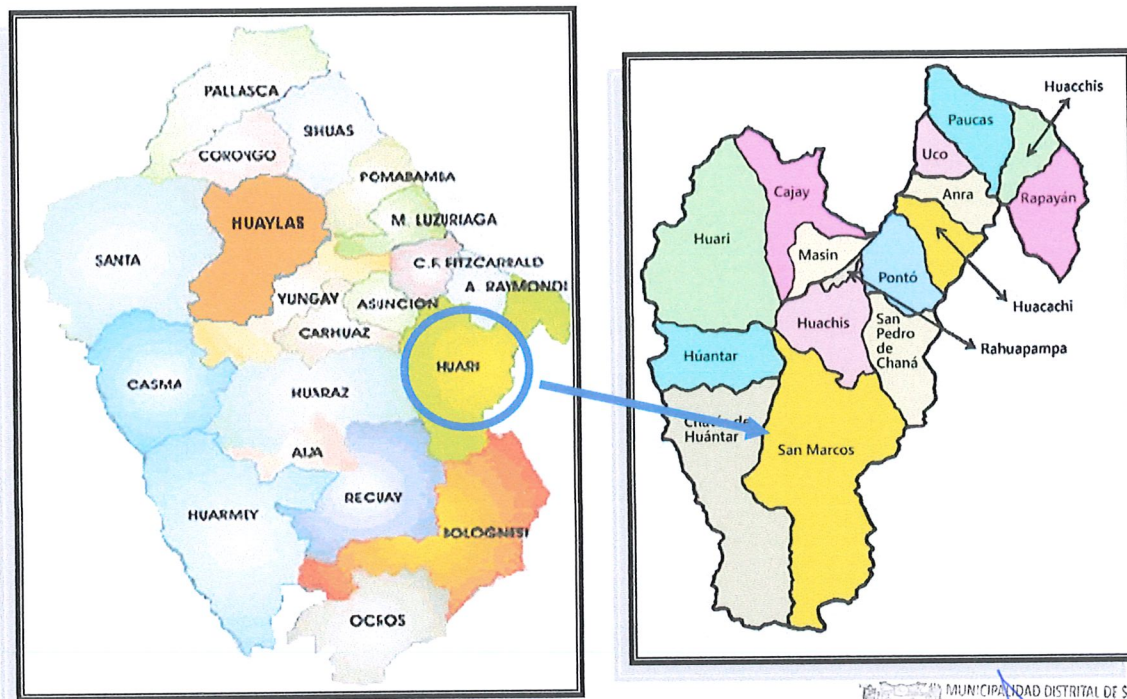 PALLASCA
SIHUAS
CORONGO
POMABAMBA
HUAYLAS
M. LUZURIAGA
SANTA
C.F. FITZCARRALD
A. RAYMONDI
YUNGAY
ASUNCIÓN
CARHUAZ
HUARI
CASMA
HUARAZ
AIJA
RECUAY
HUARMEY
BOLOGNESI
OCROS
Huacchis
Paucas
Uco
Cajay
Anra
Rapayán
Huari
Masin
Pontó
Huacachi
Huachis
San
Pedro
de
Chaná
Rahuapampa
Húantar
Chavín de
Huántar
San Marcos
MUNICIPALIDAD DISTRITAL DE S